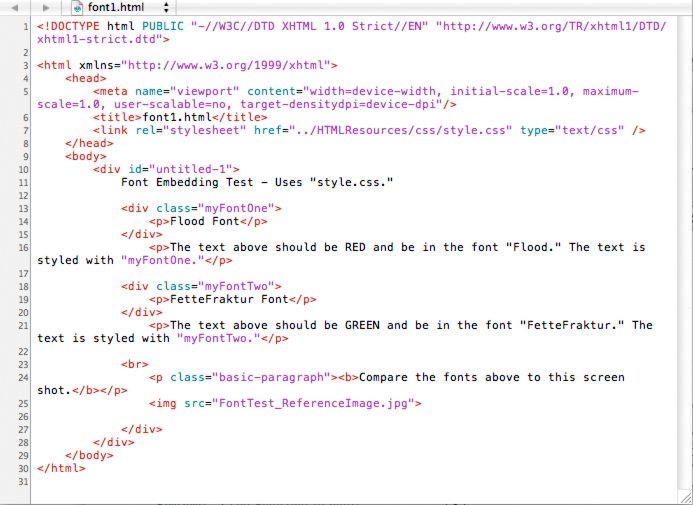 font1.html
1 <!DOCTYPE html PUBLIC "-//W3C//DTD XHTML 1.0 Strict//EN" "http://www.w3.org/TR/xhtml1/DTD/
xhtml1-strict.dtd">
2
3 <html xmlns="http://www.w3.org/1999/xhtml">
4 <head>
5 <meta name="viewport" content="width=device-width, initial-scale=1.0, maximum-
scale=1.0, user-scalable=no, target-densitydpi=device-dpi"/>
6 <title>font1.html</title>
7 <link rel="stylesheet" href="../HTMLResources/css/style.css" type="text/css" />
8 </head>
9 <body>
10 <div id="untitled-1">
11 Font Embedding Test - Uses "style.css."
12
13 <div class="myFontOne">
14 <p>Flood Font</p>
15 </div>
16 <p>The text above should be RED and be in the font "Flood." The text is
styled with "myFontOne."</p>
17
18 <div class="myFontTwo">
19 <p>FetteFraktur Font</p>
20 </div>
21 <p>The text above should be GREEN and be in the font "FetteFraktur." The
text is styled with "myFontTwo."</p>
22
23 <br>
24 <p class="basic-paragraph"><b>Compare the fonts above to this screen
shot.</b></p>
25 <img src="FontTest_ReferenceImage.jpg">
26
27 </div>
28 </div>
29 </body>
30 </html>
31